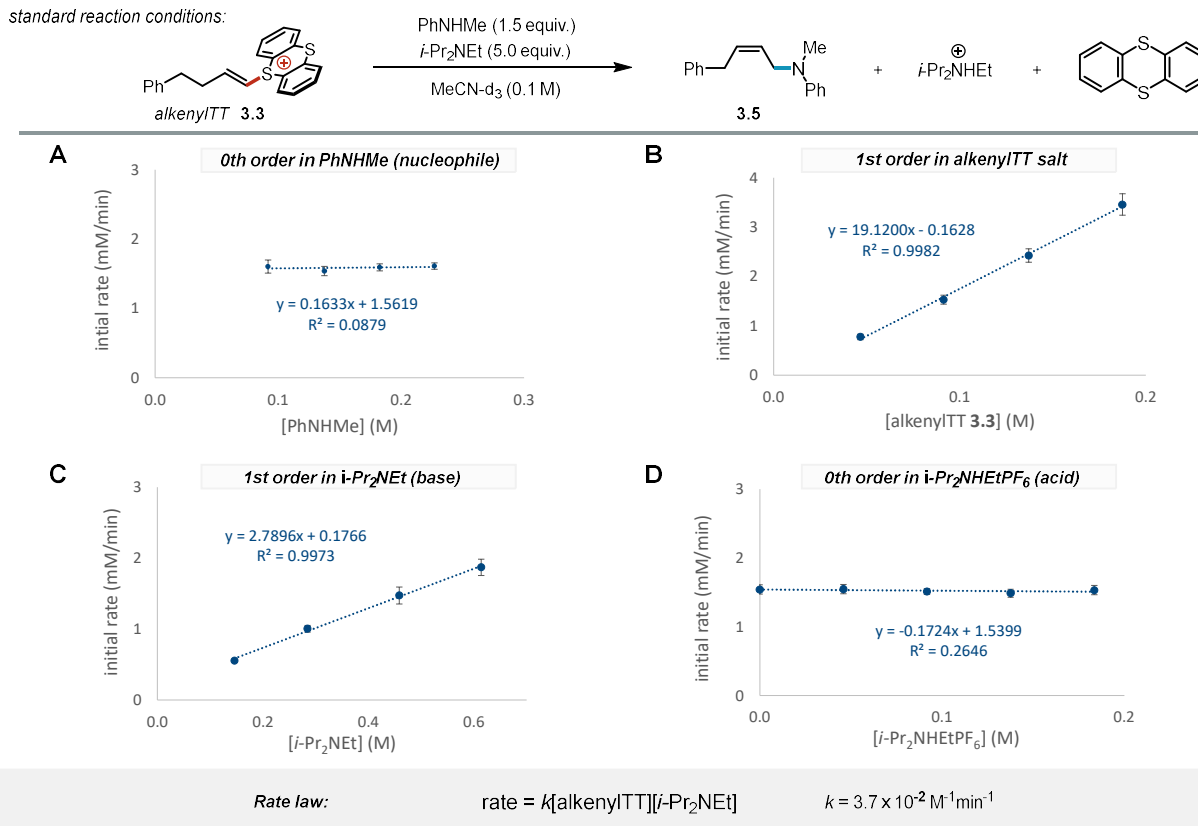 standard reaction conditions:
PhNHMe (1.5 equiv.)
i-Pr₂NEt (5.0 equiv.)
MeCN-d₃ (0.1 M)
Ph
S
S
⊕
alkenylTT 3.3
Ph
N
Me
Ph
3.5
+
⊕
i-Pr₂NHEt
+
S
S
A
0th order in PhNHMe (nucleophile)
intial rate (mM/min)
3
2
1
0
y = 0.1633x + 1.5619
R² = 0.0879
0.0 0.1 0.2 0.3
[PhNHMe] (M)
B
1st order in alkenylTT salt
initial rate (mM/min)
4
3
2
1
0
y = 19.1200x - 0.1628
R² = 0.9982
0.0 0.1 0.2
[alkenylTT 3.3] (M)
C
1st order in i-Pr₂NEt (base)
initial rate (mM/min)
3
2
1
0
y = 2.7896x + 0.1766
R² = 0.9973
0.0 0.2 0.4 0.6
[i-Pr₂NEt] (M)
D
0th order in i-Pr₂NHEtPF₆ (acid)
initial rate (mM/min)
3
2
1
0
y = -0.1724x + 1.5399
R² = 0.2646
0.0 0.1 0.2
[i-Pr₂NHEtPF₆] (M)
Rate law: rate = k[alkenylTT][i-Pr₂NEt] k = 3.7 x 10⁻² M⁻¹min⁻¹